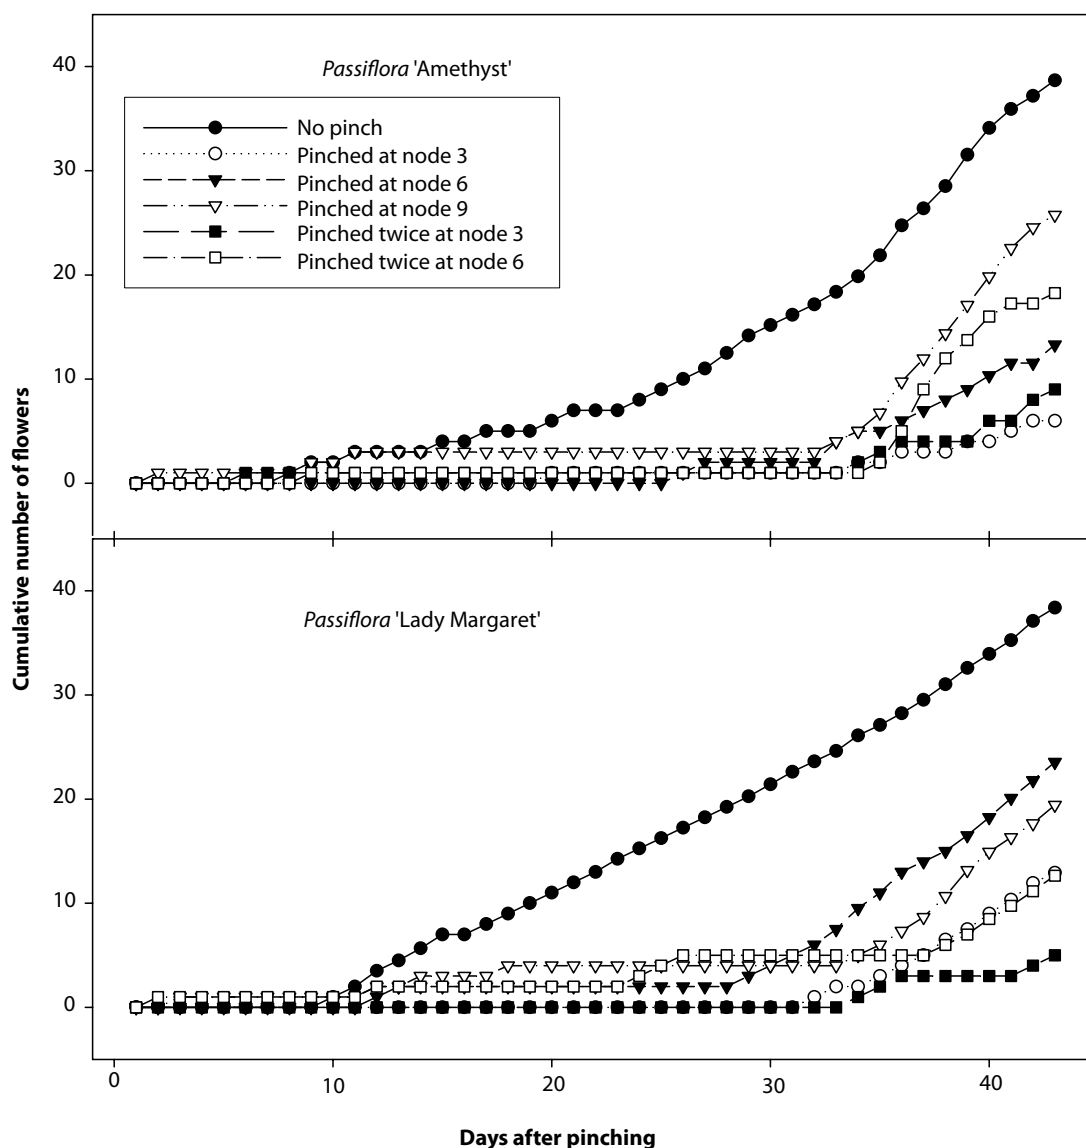 Passiflora 'Amethyst'
No pinch
Pinched at node 3
Pinched at node 6
Pinched at node 9
Pinched twice at node 3
Pinched twice at node 6
40
30
20
10
0
Cumulative number of flowers
Passiflora 'Lady Margaret'
40
30
20
10
0
0 10 20 30 40
Days after pinching